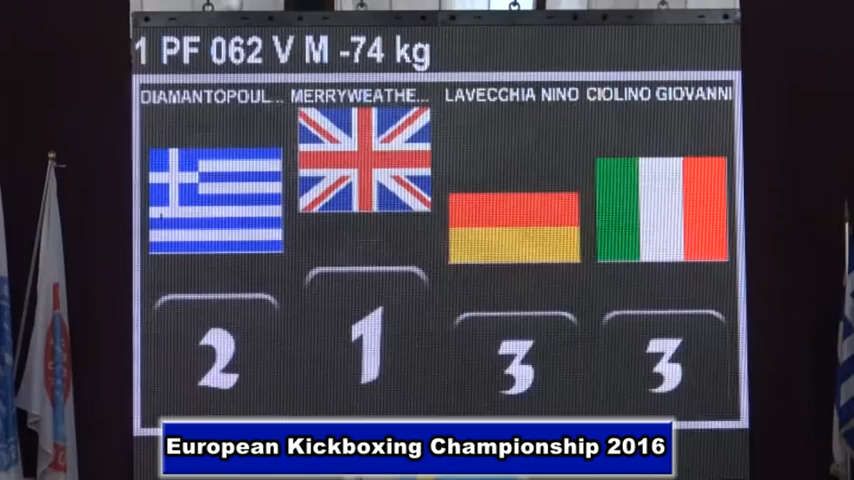 1 PF 062 V M -74 kg
DIAMANTOPOUL... MERRYWEATHE... LAVECCHIA NINO CIOLINO GIOVANNI
2 1 3 3
European Kickboxing Championship 2016